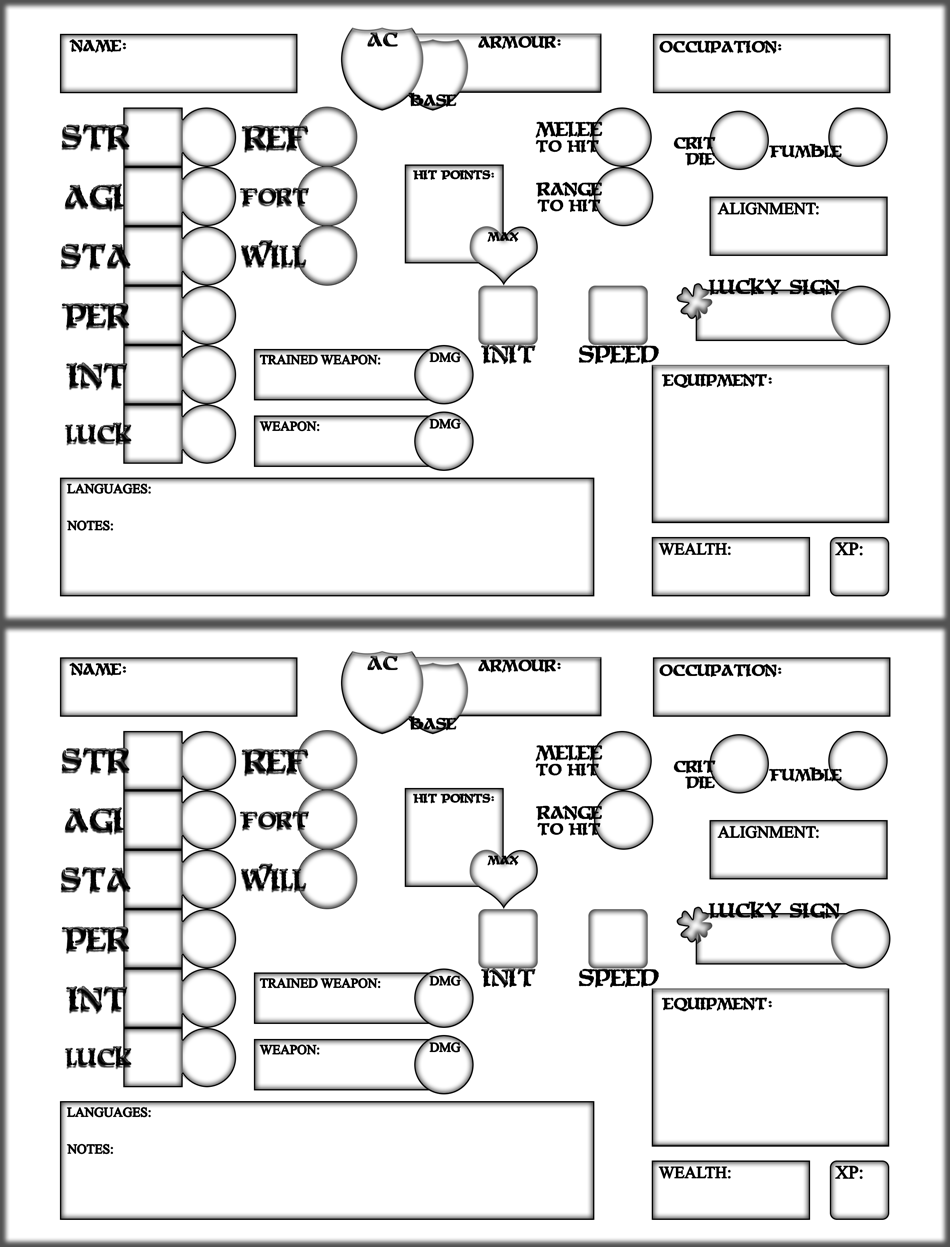 NAME:
AC
ARMOUR:
BASE
OCCUPATION:
STR
REF
MELEE
TO HIT
CRIT
DIE
FUMBLE
AGI
FORT
HIT POINTS:
RANGE
TO HIT
ALIGNMENT:
STA
WILL
MAX
LUCKY SIGN
PER
INIT
SPEED
INT
TRAINED WEAPON:
DMG
EQUIPMENT:
LUCK
WEAPON:
DMG
LANGUAGES:
NOTES:
WEALTH:
XP:
NAME:
AC
ARMOUR:
BASE
OCCUPATION:
STR
REF
MELEE
TO HIT
CRIT
DIE
FUMBLE
AGI
FORT
HIT POINTS:
RANGE
TO HIT
ALIGNMENT:
STA
WILL
MAX
LUCKY SIGN
PER
INIT
SPEED
INT
TRAINED WEAPON:
DMG
EQUIPMENT:
LUCK
WEAPON:
DMG
LANGUAGES:
NOTES:
WEALTH:
XP: